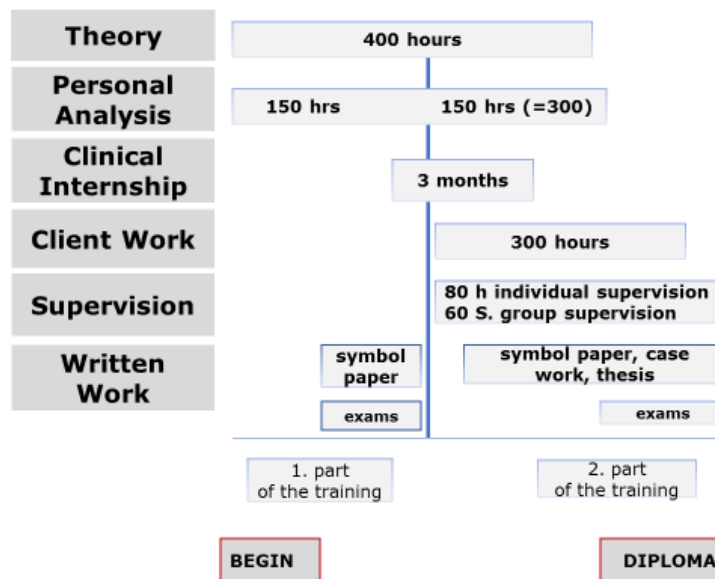 Theory
400 hours
Personal
Analysis
150 hrs
150 hrs (=300)
Clinical
Internship
3 months
Client Work
300 hours
Supervision
80 h individual supervision
60 S. group supervision
Written
Work
symbol
paper
symbol paper, case
work, thesis
exams
exams
1. part
of the training
2. part
of the training
BEGIN
DIPLOMA